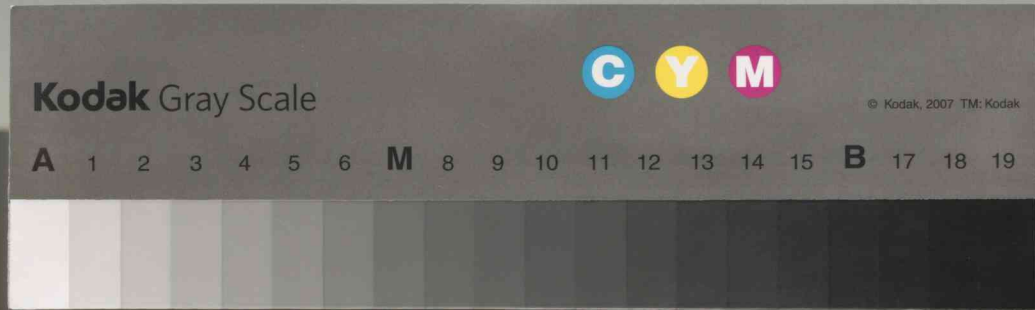 C Y M
Kodak Gray Scale
© Kodak, 2007 TM: Kodak
A 1 2 3 4 5 6 M 8 9 10 11 12 13 14 15 B 17 18 19